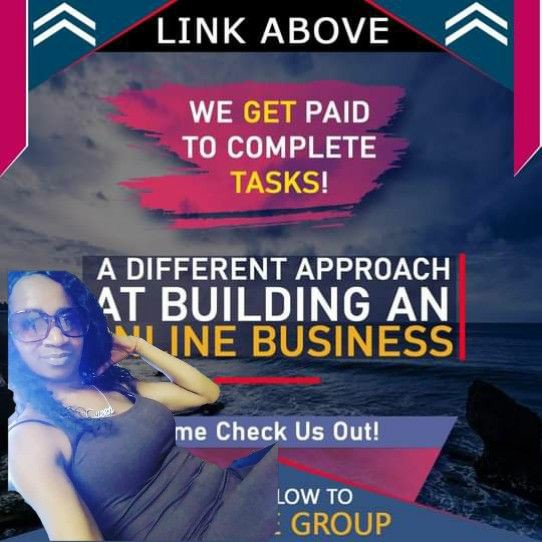 LINK ABOVE
WE GET PAID
TO COMPLETE
TASKS!
A DIFFERENT APPROACH
AT BUILDING AN
NLINE BUSINESS
me Check Us Out!
LOW TO
GROUP